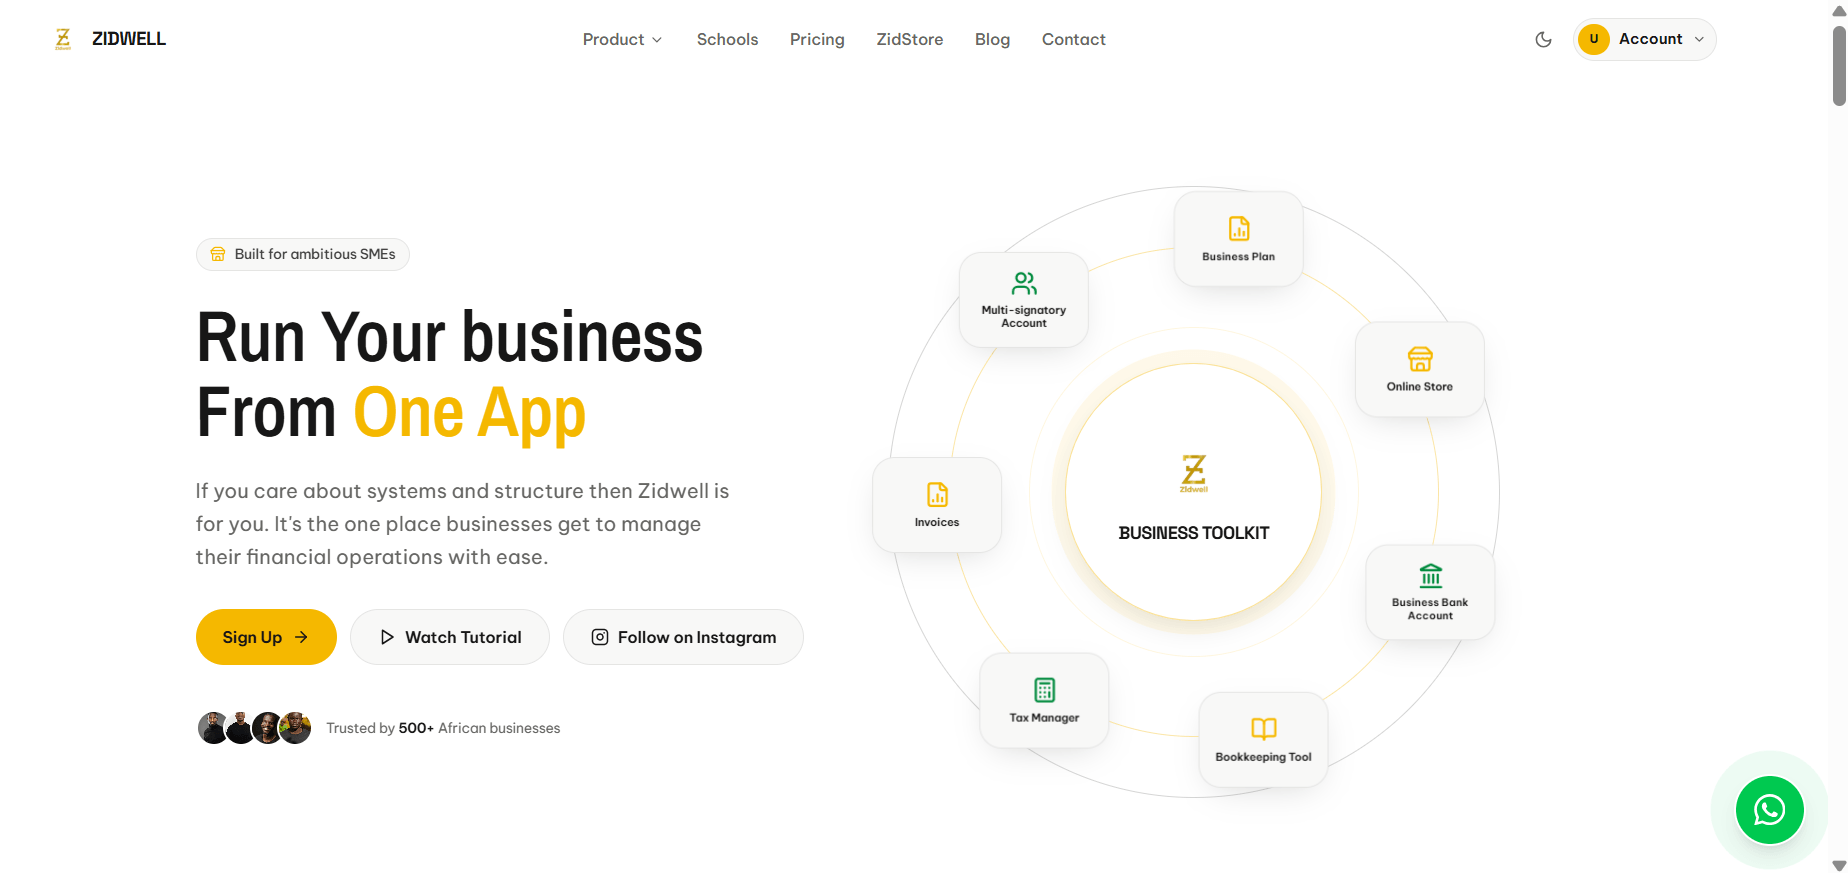 ZIDWELL
Product
Schools
Pricing
ZidStore
Blog
Contact
U
Account
Built for ambitious SMEs
Run Your business
From One App
If you care about systems and structure then Zidwell is
for you. It's the one place businesses get to manage
their financial operations with ease.
Sign Up
Watch Tutorial
Follow on Instagram
Trusted by 500+ African businesses
Business Plan
Multi-signatory
Account
Online Store
Zidwell
BUSINESS TOOLKIT
Invoices
Business Bank
Account
Tax Manager
Bookkeeping Tool